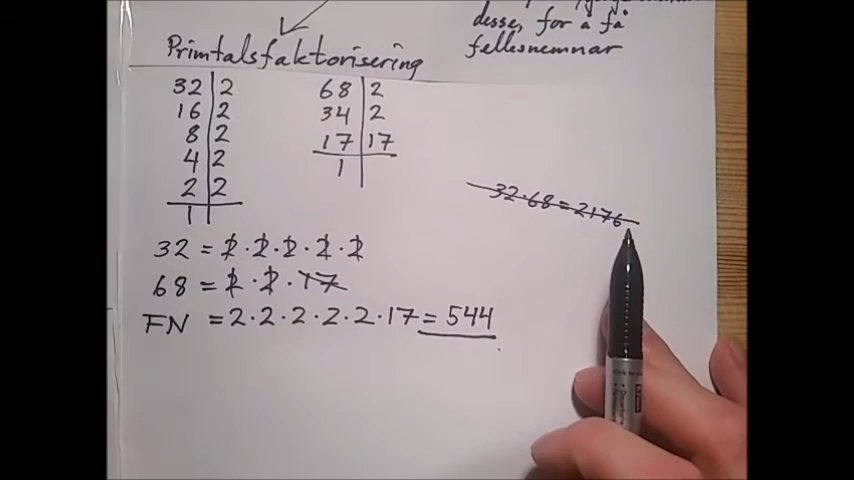 desse, for å få
fellesnemnar
Primtalsfaktorisering
32 | 2
16 | 2
8 | 2
4 | 2
2 | 2
1
68 | 2
34 | 2
17 | 17
1
32·68 = 2176
32 = 2·2·2·2·2
68 = 2·2·17
FN = 2·2·2·2·2·17 = 544